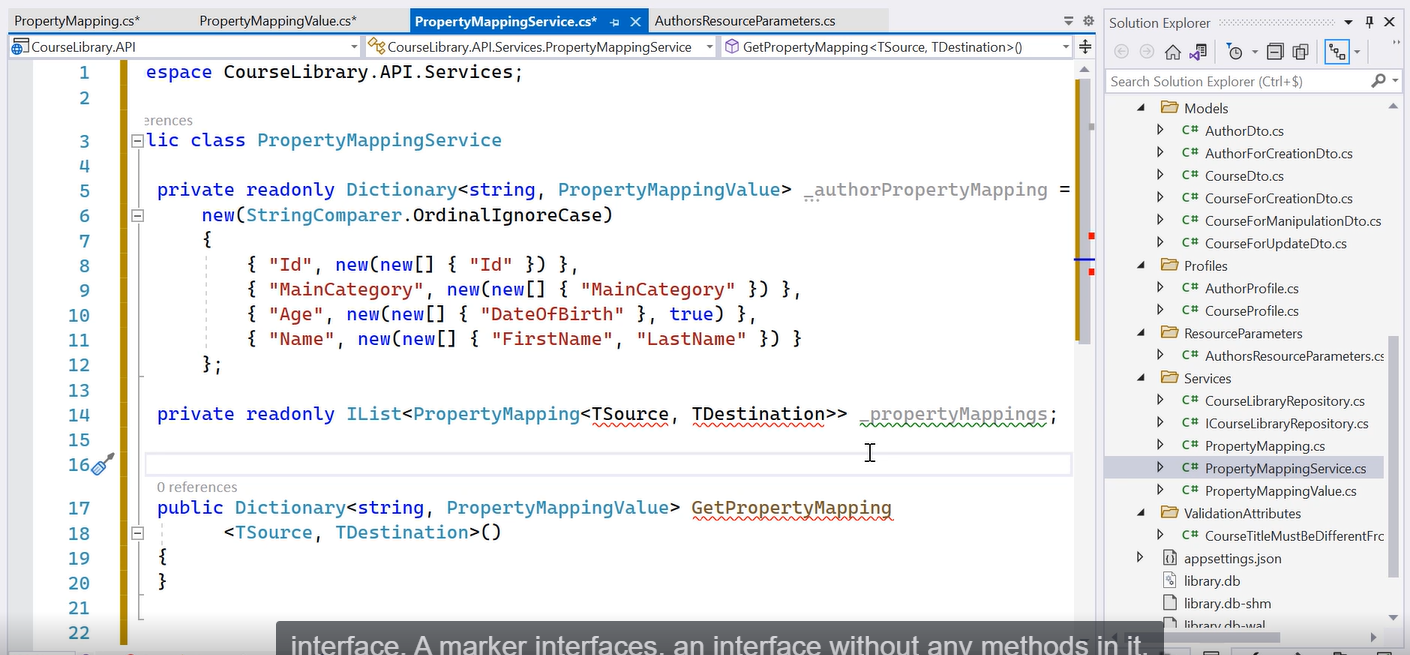 PropertyMapping.cs* PropertyMappingValue.cs* PropertyMappingService.cs* AuthorsResourceParameters.cs
CourseLibrary.API CourseLibrary.API.Services.PropertyMappingService GetPropertyMapping<TSource, TDestination>()
1 espace CourseLibrary.API.Services;
2
erences
3 lic class PropertyMappingService
4
5 private readonly Dictionary<string, PropertyMappingValue> _authorPropertyMapping =
6 new(StringComparer.OrdinalIgnoreCase)
7 {
8 { "Id", new(new[] { "Id" }) },
9 { "MainCategory", new(new[] { "MainCategory" }) },
10 { "Age", new(new[] { "DateOfBirth" }, true) },
11 { "Name", new(new[] { "FirstName", "LastName" }) }
12 };
13
14 private readonly IList<PropertyMapping<TSource, TDestination>> _propertyMappings;
15
16
0 references
17 public Dictionary<string, PropertyMappingValue> GetPropertyMapping
18 <TSource, TDestination>()
19 {
20 }
21
22
interface. A marker interfaces, an interface without any methods in it,
Solution Explorer
Search Solution Explorer (Ctrl+$)
Models
C# AuthorDto.cs
C# AuthorForCreationDto.cs
C# CourseDto.cs
C# CourseForCreationDto.cs
C# CourseForManipulationDto.cs
C# CourseForUpdateDto.cs
Profiles
C# AuthorProfile.cs
C# CourseProfile.cs
ResourceParameters
C# AuthorsResourceParameters.cs
Services
C# CourseLibraryRepository.cs
C# ICourseLibraryRepository.cs
C# PropertyMapping.cs
C# PropertyMappingService.cs
C# PropertyMappingValue.cs
ValidationAttributes
C# CourseTitleMustBeDifferentFrc
appsettings.json
library.db
library.db-shm
library.db-wal